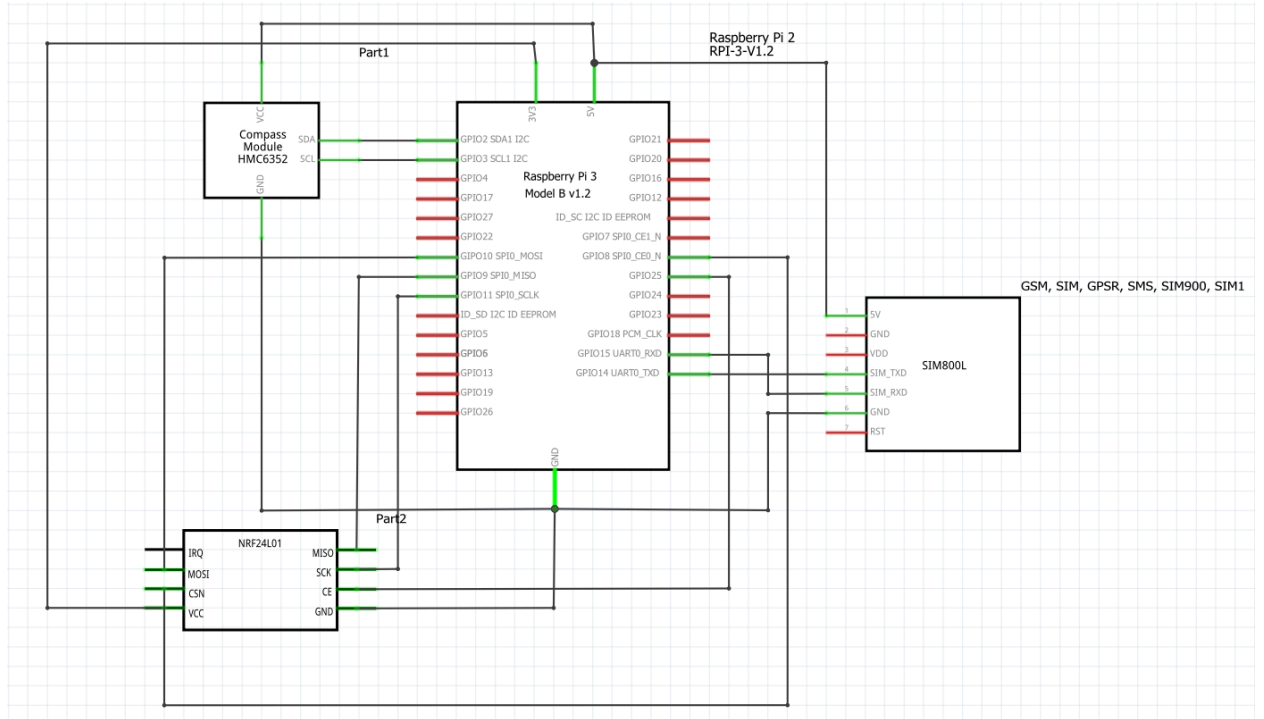 Part1
Raspberry Pi 2
RPI-3-V1.2
VCC
Compass
Module
HMC6352
SDA
SCL
GND
3V3
5V
GPIO2 SDA1 I2C
GPIO3 SCL1 I2C
GPIO4
GPIO17
GPIO27
GPIO22
GIPO10 SPI0_MOSI
GPIO9 SPI0_MISO
GPIO11 SPI0_SCLK
ID_SD I2C ID EEPROM
GPIO5
GPIO6
GPIO13
GPIO19
GPIO26
Raspberry Pi 3
Model B v1.2
GPIO21
GPIO20
GPIO16
GPIO12
ID_SC I2C ID EEPROM
GPIO7 SPI0_CE1_N
GPIO8 SPI0_CE0_N
GPIO25
GPIO24
GPIO23
GPIO18 PCM_CLK
GPIO15 UART0_RXD
GPIO14 UART0_TXD
GND
GSM, SIM, GPSR, SMS, SIM900, SIM1
1 5V
2 GND
3 VDD
4 SIM_TXD
5 SIM_RXD
6 GND
7 RST
SIM800L
Part2
NRF24L01
IRQ
MOSI
CSN
VCC
MISO
SCK
CE
GND